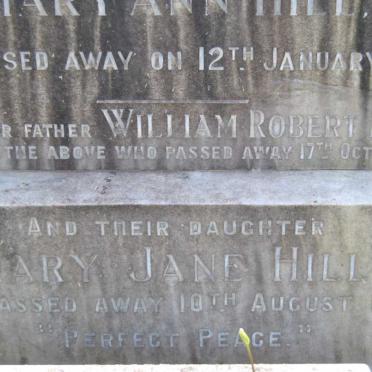 ARY ANN HILL,
SED AWAY ON 12TH JANUARY
R FATHER WILLIAM ROBERT
THE ABOVE WHO PASSED AWAY 17TH OCT
AND THEIR DAUGHTER
ARY JANE HILL
ASSED AWAY 10TH AUGUST
"PERFECT PEACE."